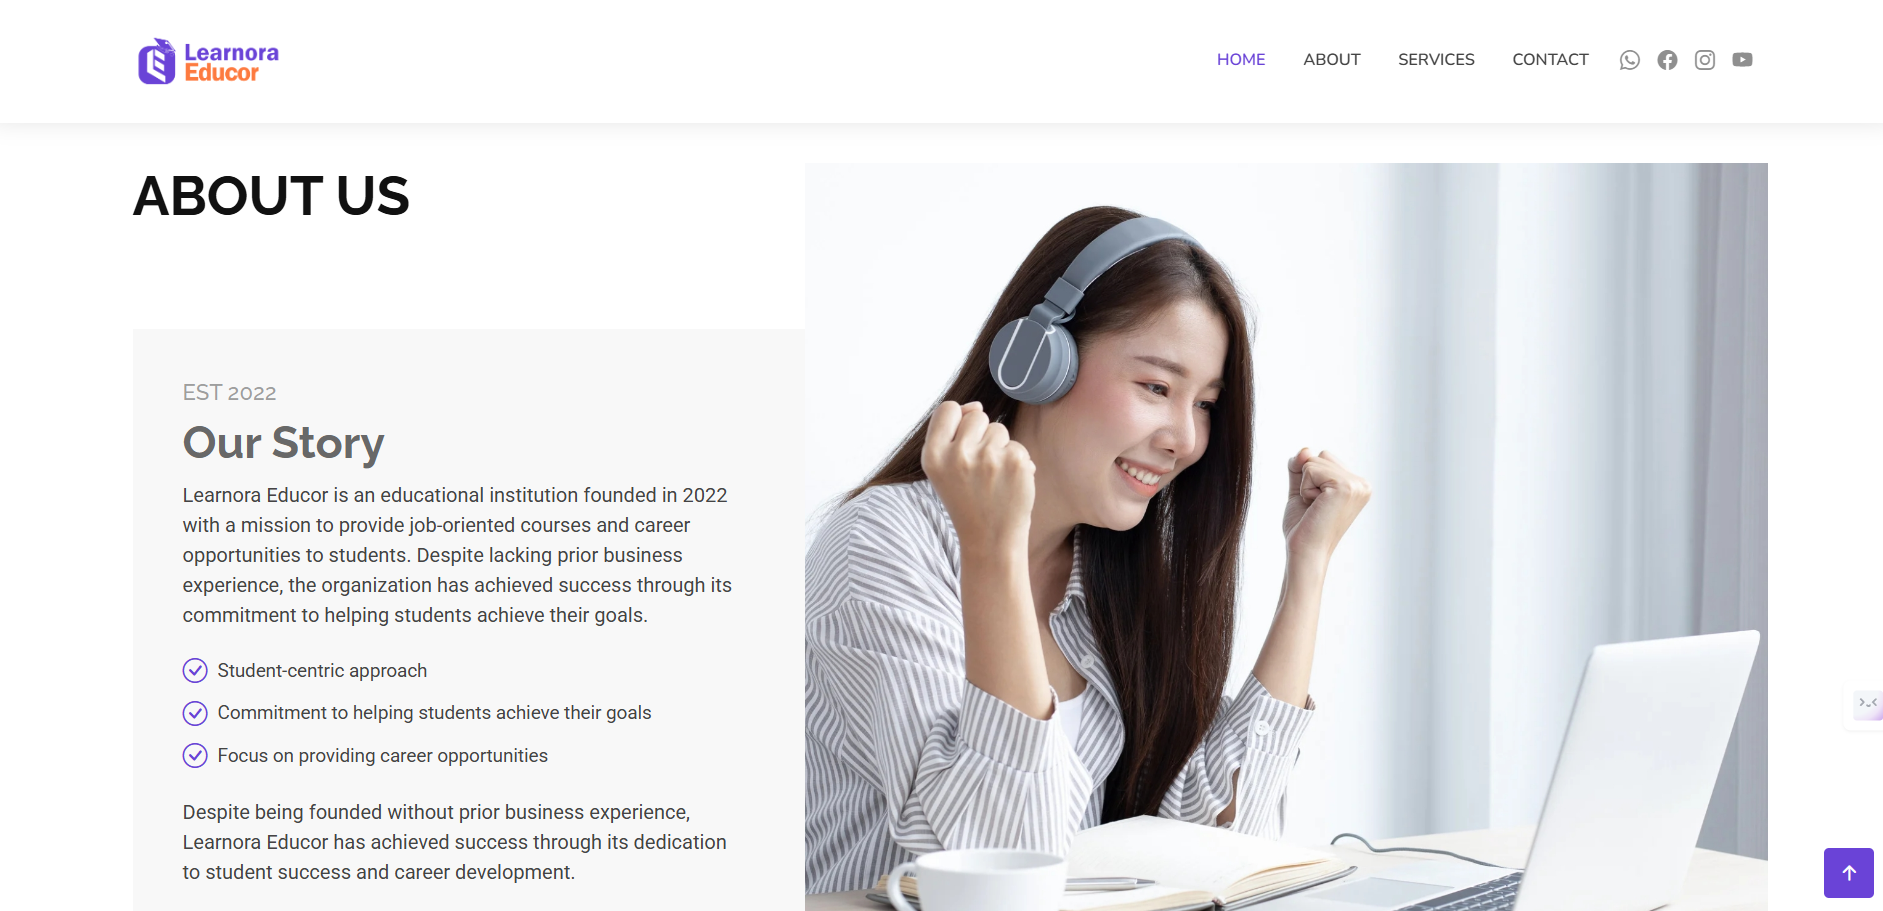 Learnora
Educor
HOME
ABOUT
SERVICES
CONTACT
ABOUT US
EST 2022
Our Story
Learnora Educor is an educational institution founded in 2022
with a mission to provide job-oriented courses and career
opportunities to students. Despite lacking prior business
experience, the organization has achieved success through its
commitment to helping students achieve their goals.
Student-centric approach
Commitment to helping students achieve their goals
Focus on providing career opportunities
Despite being founded without prior business experience,
Learnora Educor has achieved success through its dedication
to student success and career development.